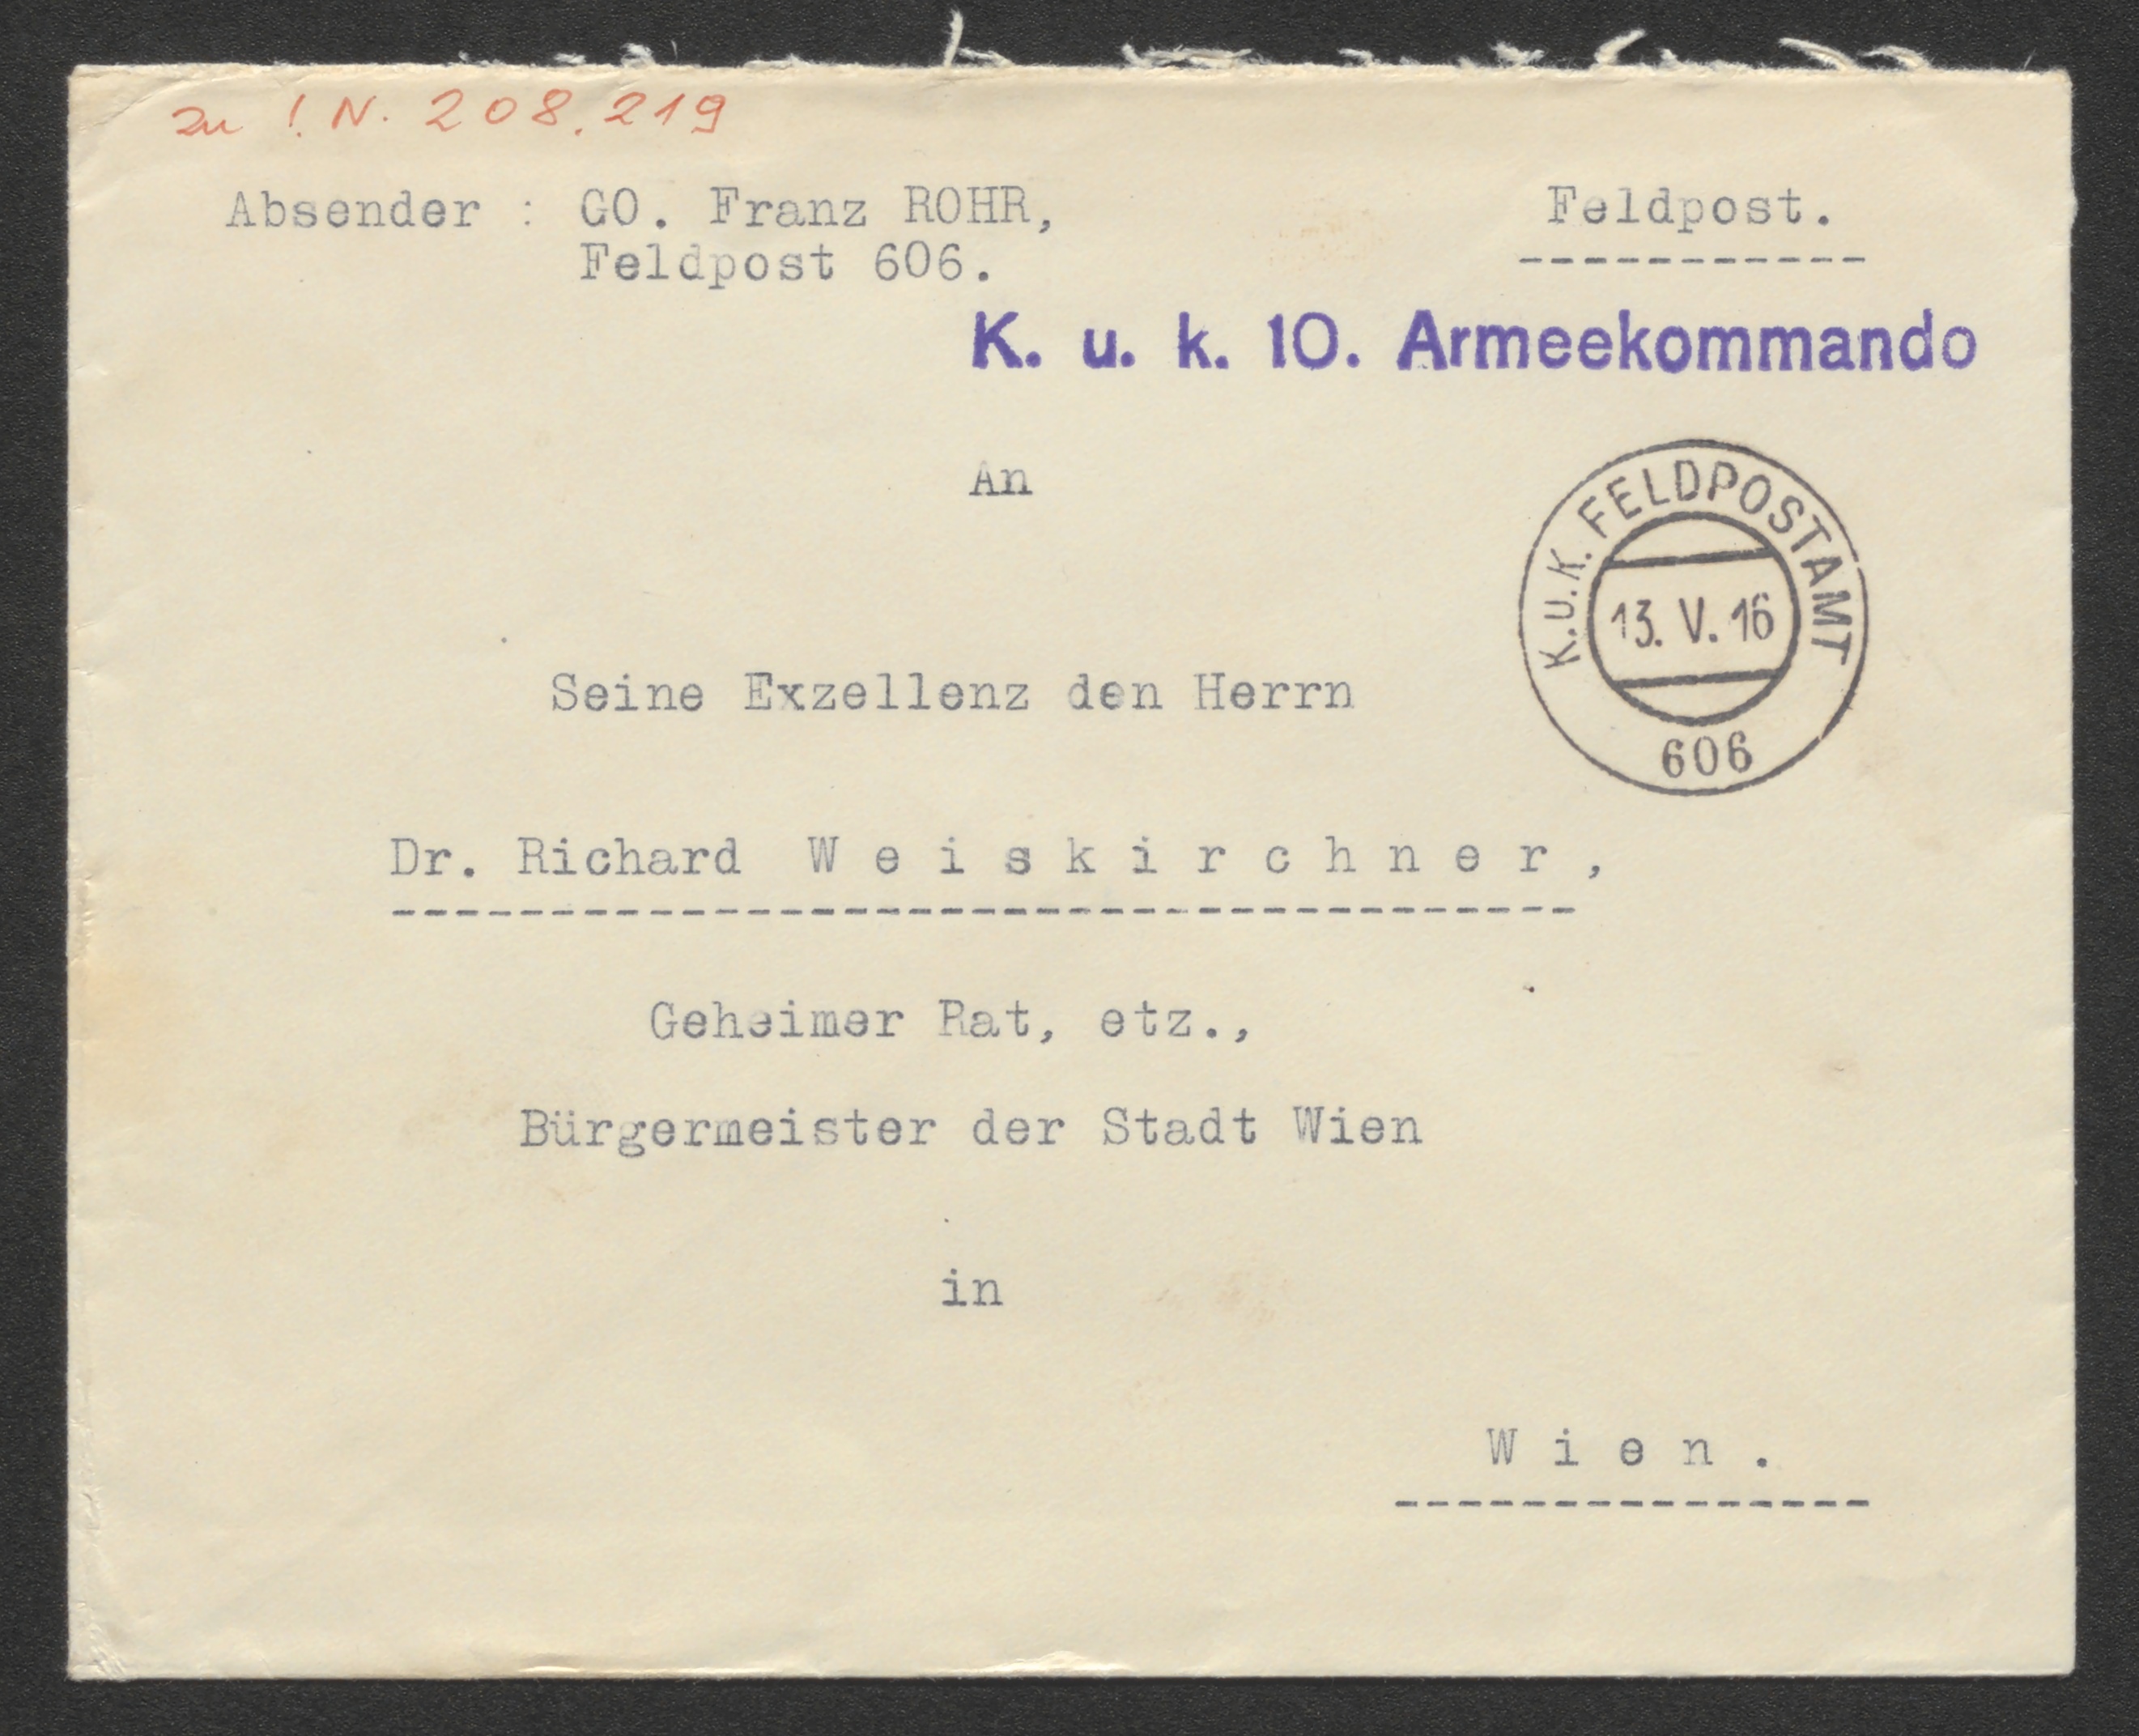 zu I.N. 208.219
Absender : GO. Franz ROHR,
Feldpost 606.
Feldpost.
K. u. k. 10. Armeekommando
An
K.U.K. FELDPOSTAMT
13. V. 16
606
Seine Exzellenz den Herrn
Dr. Richard W e i s k i r c h n e r ,
Geheimer Rat, etz.,
Bürgermeister der Stadt Wien
in
W i e n .